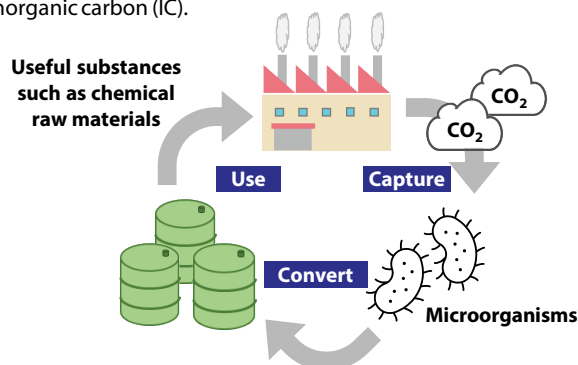 norganic carbon (IC).
Useful substances
such as chemical
raw materials
CO₂
CO₂
Use
Capture
Convert
Microorganisms